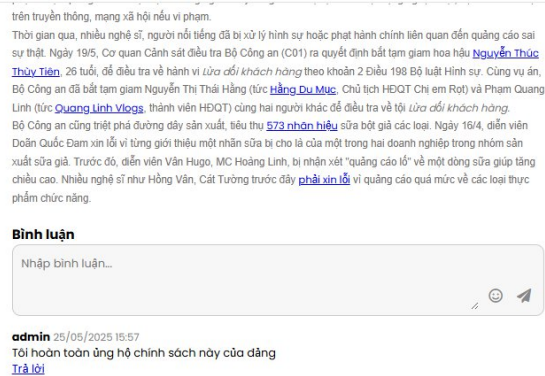 trên truyền thông, mạng xã hội nếu vi phạm.
Thời gian qua, nhiều nghệ sĩ, người nổi tiếng đã bị xử lý hình sự hoặc phạt hành chính liên quan đến quảng cáo sai
sự thật. Ngày 19/5, Cơ quan Cảnh sát điều tra Bộ Công an (C01) ra quyết định bắt tạm giam hoa hậu Nguyễn Thúc
Thùy Tiên, 26 tuổi, để điều tra về hành vi Lừa dối khách hàng theo khoản 2 Điều 198 Bộ luật Hình sự. Cùng vụ án,
Bộ Công an đã bắt tạm giam Nguyễn Thị Thái Hằng (tức Hằng Du Mục, Chủ tịch HĐQT Chị em Rọt) và Phạm Quang
Linh (tức Quang Linh Vlogs, thành viên HĐQT) cùng hai người khác để điều tra về tội Lừa dối khách hàng.
Bộ Công an cũng triệt phá đường dây sản xuất, tiêu thụ 573 nhãn hiệu sữa bột giả các loại. Ngày 16/4, diễn viên
Doãn Quốc Đam xin lỗi vì từng giới thiệu một nhãn sữa bị cho là của một trong hai doanh nghiệp trong nhóm sản
xuất sữa giả. Trước đó, diễn viên Vân Hugo, MC Hoàng Linh, bị nhận xét "quảng cáo lố" về một dòng sữa giúp tăng
chiều cao. Nhiều nghệ sĩ như Hồng Vân, Cát Tường trước đây phải xin lỗi vì quảng cáo quá mức về các loại thực
phẩm chức năng.
Bình luận
Nhập bình luận...
admin 25/05/2025 15:57
Tôi hoàn toàn ủng hộ chính sách này của đảng
Trả lời